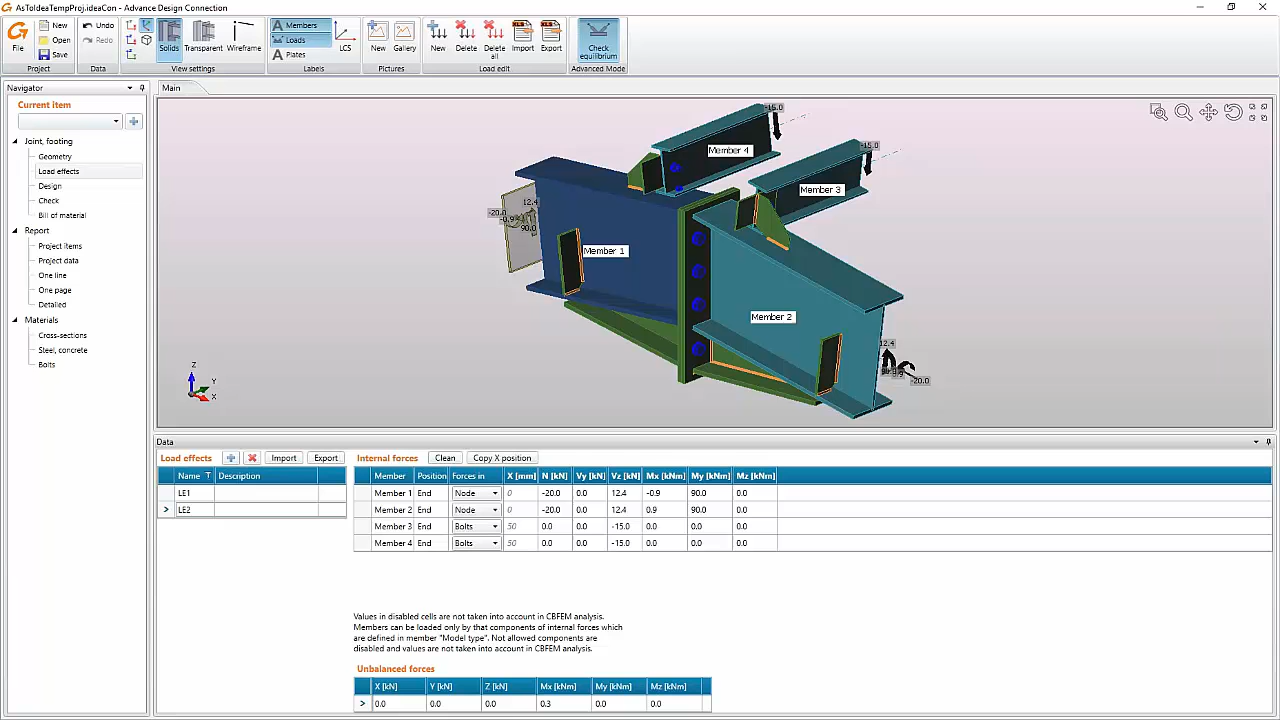 AsToIdeaTempProj.ideaCon - Advance Design Connection
File
New
Open
Save
Project
Undo
Redo
Data
Solids
Transparent
Wireframe
View settings
Members
Loads
Plates
LCS
Labels
New
Gallery
Pictures
New
Delete
Delete all
Import
Export
Load edit
Check equilibrium
Advanced Mode
Navigator
Current item
Joint, footing
Geometry
Load effects
Design
Check
Bill of material
Report
Project items
Project data
One line
One page
Detailed
Materials
Cross-sections
Steel, concrete
Bolts
Main
-15.0
Member 4
-15.0
Member 3
12.4
-20.0
-0.9
90.0
Member 1
Member 2
12.4
-20.0
Z
Y
X
Data
Load effects Import Export
Name Description
LE1
> LE2
Internal forces Clean Copy X position
Member Position Forces in X [mm] N [kN] Vy [kN] Vz [kN] Mx [kNm] My [kNm] Mz [kNm]
Member 1 End Node 0 -20.0 0.0 12.4 -0.9 90.0 0.0
Member 2 End Node 0 -20.0 0.0 12.4 0.9 90.0 0.0
Member 3 End Bolts 50 0.0 0.0 -15.0 0.0 0.0 0.0
Member 4 End Bolts 50 0.0 0.0 -15.0 0.0 0.0 0.0
Values in disabled cells are not taken into account in CBFEM analysis.
Members can be loaded only by that components of internal forces which
are defined in member "Model type". Not allowed components are
disabled and values are not taken into account in CBFEM analysis.
Unbalanced forces
X [kN] Y [kN] Z [kN] Mx [kNm] My [kNm] Mz [kNm]
> 0.0 0.0 0.0 0.3 0.0 0.0